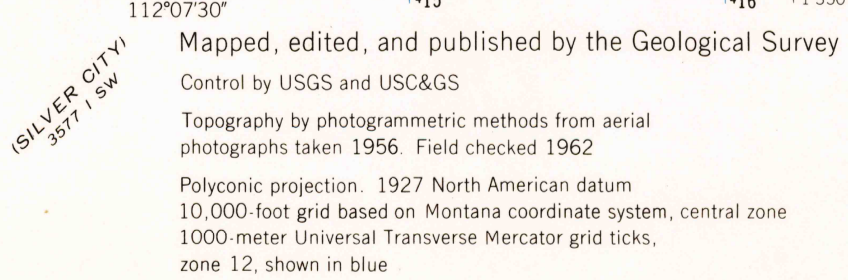 112°07'30"
15
16
(SILVER CITY)
3577 I SW
Mapped, edited, and published by the Geological Survey
Control by USGS and USC&GS
Topography by photogrammetric methods from aerial
photographs taken 1956. Field checked 1962
Polyconic projection. 1927 North American datum
10,000-foot grid based on Montana coordinate system, central zone
1000-meter Universal Transverse Mercator grid ticks,
zone 12, shown in blue